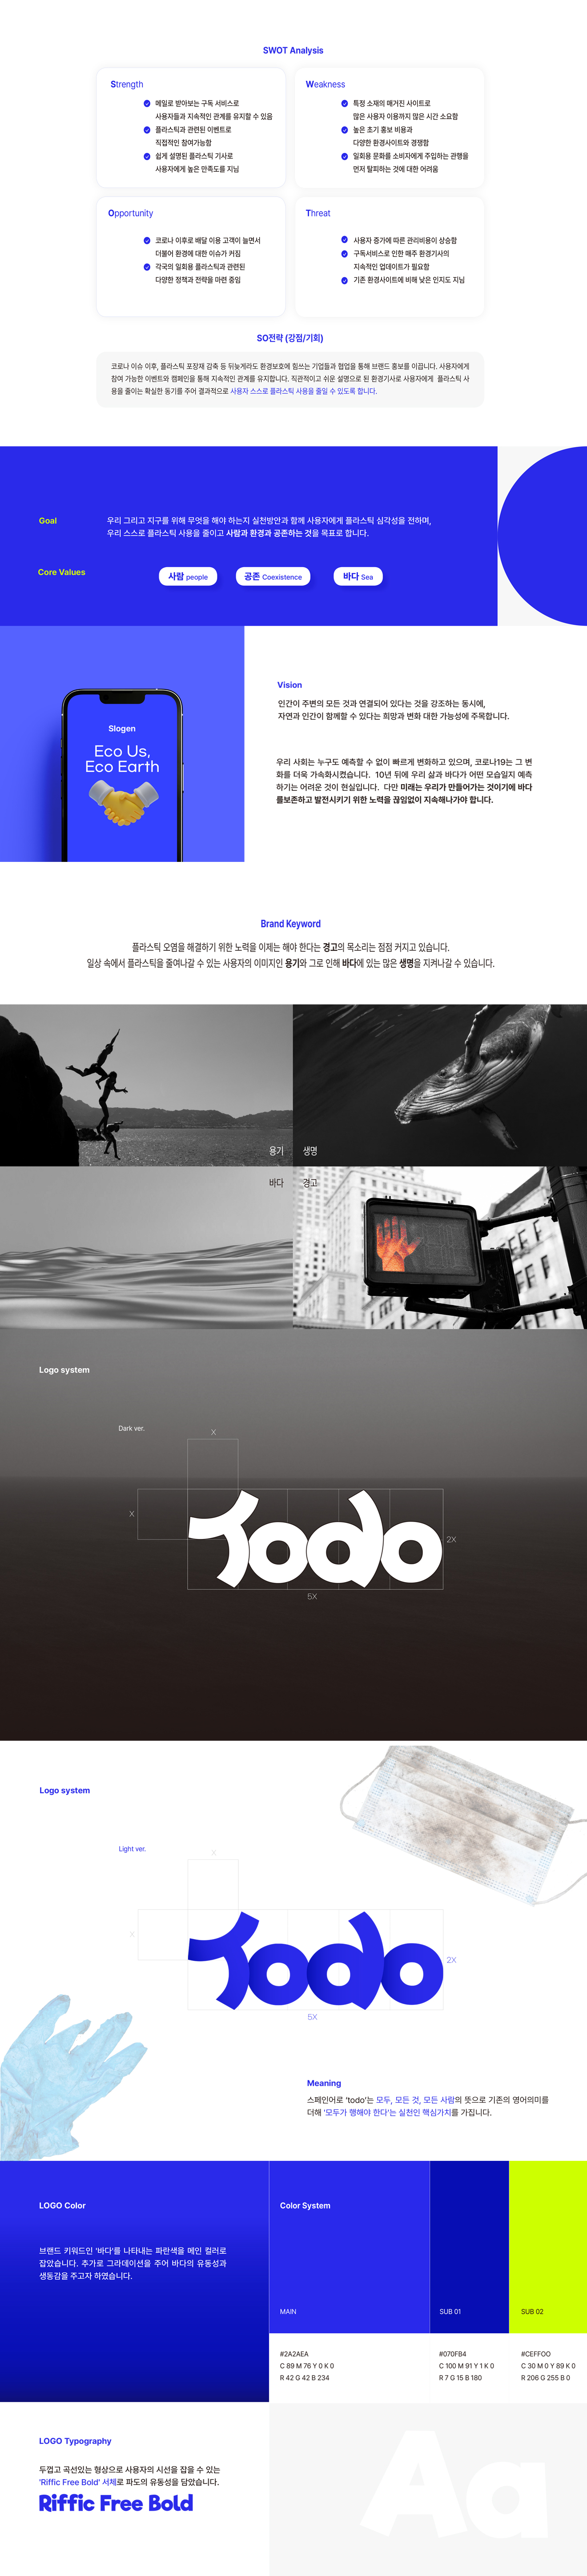 SWOT Analysis
Strength
메일로 받아보는 구독 서비스로
사용자들과 지속적인 관계를 유지할 수 있음
플라스틱과 관련된 이벤트로
직접적인 참여가능함
쉽게 설명된 플라스틱 기사로
사용자에게 높은 만족도를 지님
Weakness
특정 소재의 매거진 사이트로
많은 사용자 이용까지 많은 시간 소요함
높은 초기 홍보 비용과
다양한 환경사이트와 경쟁함
일회용 문화를 소비자에게 주입하는 관행을
먼저 탈피하는 것에 대한 어려움
Opportunity
코로나 이후로 배달 이용 고객이 늘면서
더불어 환경에 대한 이슈가 커짐
각국의 일회용 플라스틱과 관련된
다양한 정책과 전략을 마련 중임
Threat
사용자 증가에 따른 관리비용이 상승함
구독서비스로 인한 매주 환경기사의
지속적인 업데이트가 필요함
기존 환경사이트에 비해 낮은 인지도 지님
SO전략 (강점/기회)
코로나 이슈 이후, 플라스틱 포장재 감축 등 뒤늦게라도 환경보호에 힘쓰는 기업들과 협업을 통해 브랜드 홍보를 이끕니다. 사용자에게
참여 가능한 이벤트와 캠페인을 통해 지속적인 관계를 유지합니다. 직관적이고 쉬운 설명으로 된 환경기사로 사용자에게 플라스틱 사
용을 줄이는 확실한 동기를 주어 결과적으로 사용자 스스로 플라스틱 사용을 줄일 수 있도록 합니다.
Goal
우리 그리고 지구를 위해 무엇을 해야 하는지 실천방안과 함께 사용자에게 플라스틱 심각성을 전하며,
우리 스스로 플라스틱 사용을 줄이고 사람과 환경과 공존하는 것을 목표로 합니다.
Core Values
사람 people
공존 Coexistence
바다 Sea
Slogen
Eco Us,
Eco Earth
Vision
인간이 주변의 모든 것과 연결되어 있다는 것을 강조하는 동시에,
자연과 인간이 함께할 수 있다는 희망과 변화 대한 가능성에 주목합니다.
우리 사회는 누구도 예측할 수 없이 빠르게 변화하고 있으며, 코로나19는 그 변
화를 더욱 가속화시켰습니다. 10년 뒤에 우리 삶과 바다가 어떤 모습일지 예측
하기는 어려운 것이 현실입니다. 다만 미래는 우리가 만들어가는 것이기에 바다
를보존하고 발전시키기 위한 노력을 끊임없이 지속해나가야 합니다.
Brand Keyword
플라스틱 오염을 해결하기 위한 노력을 이제는 해야 한다는 경고의 목소리는 점점 커지고 있습니다.
일상 속에서 플라스틱을 줄여나갈 수 있는 사용자의 이미지인 용기와 그로 인해 바다에 있는 많은 생명을 지켜나갈 수 있습니다.
용기
생명
바다
경고
Logo system
Dark ver.
X
X
Todo
2X
5X
Logo system
Light ver.
X
X
Todo
2X
5X
Meaning
스페인어로 'todo'는 모두, 모든 것, 모든 사람의 뜻으로 기존의 영어의미를
더해 '모두가 행해야 한다'는 실천인 핵심가치를 가집니다.
LOGO Color
브랜드 키워드인 '바다'를 나타내는 파란색을 메인 컬러로
잡았습니다. 추가로 그라데이션을 주어 바다의 유동성과
생동감을 주고자 하였습니다.
Color System
MAIN
SUB 01
SUB 02
#2A2AEA
C 89 M 76 Y 0 K 0
R 42 G 42 B 234
#070FB4
C 100 M 91 Y 1 K 0
R 7 G 15 B 180
#CEFFOO
C 30 M 0 Y 89 K 0
R 206 G 255 B 0
LOGO Typography
두껍고 곡선있는 형상으로 사용자의 시선을 잡을 수 있는
'Riffic Free Bold' 서체로 파도의 유동성을 담았습니다.
Riffic Free Bold
Aa